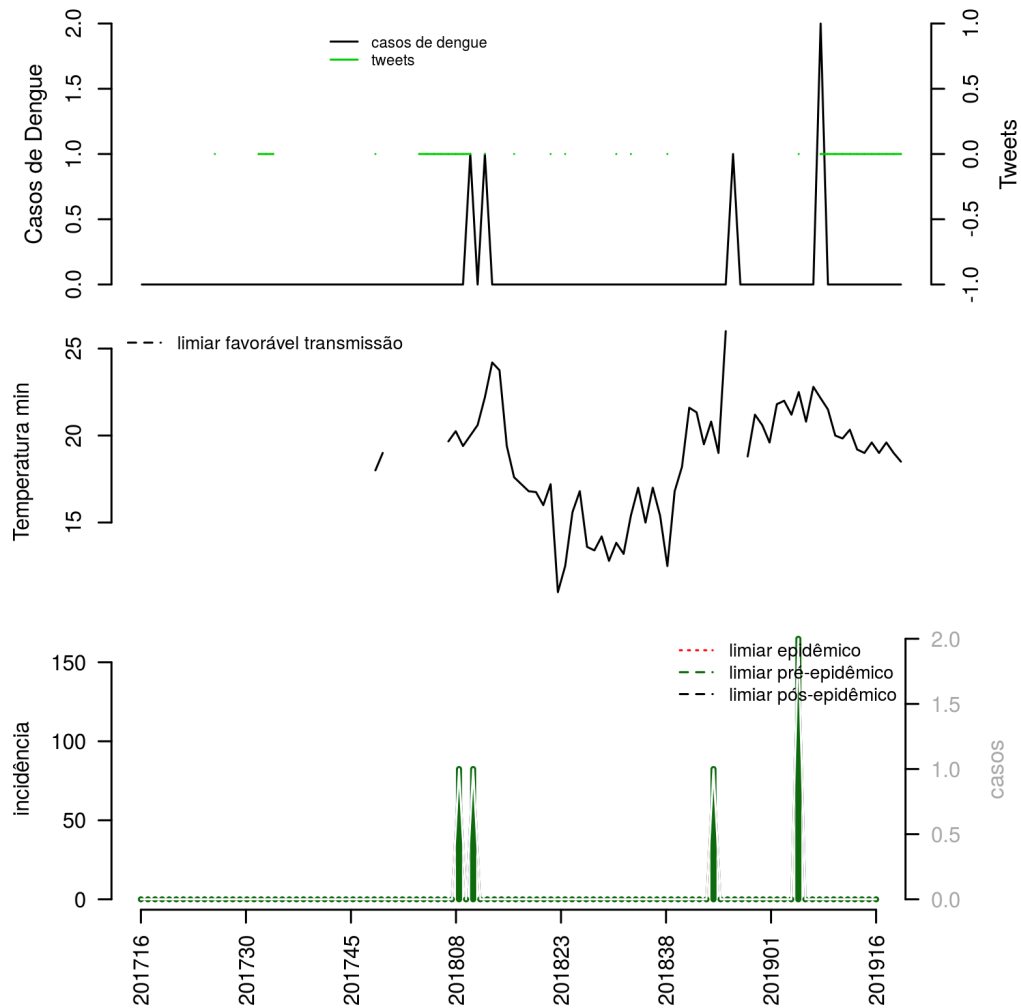 2.0
1.5
1.0
0.5
0.0
Casos de Dengue
casos de dengue
tweets
1.0
0.5
0.0
-0.5
-1.0
Tweets
limiar favorável transmissão
25
20
15
Temperatura min
limiar epidêmico
limiar pré-epidêmico
limiar pós-epidêmico
150
100
50
0
incidência
2.0
1.5
1.0
0.5
0.0
casos
201716
201730
201745
201808
201823
201838
201901
201916